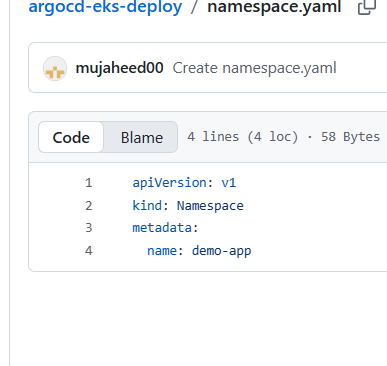 argocd-eks-deploy / namespace.yaml
mujaheed00 Create namespace.yaml
Code Blame 4 lines (4 loc) · 58 Bytes
1 apiVersion: v1
2 kind: Namespace
3 metadata:
4   name: demo-app